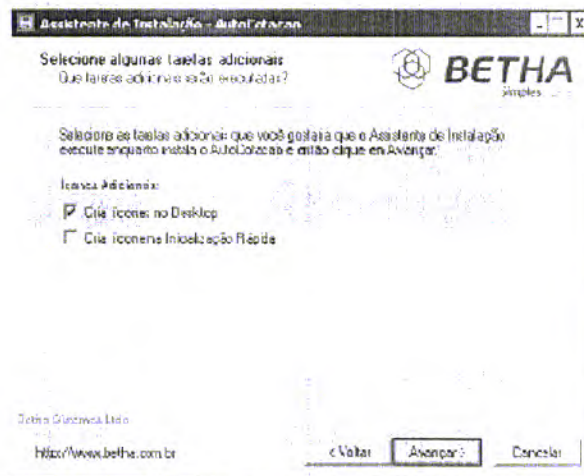 Assistente de Instalação - AutoCotacao
Selecione algumas tarefas adicionais
Que tarefas adicionais serão executadas?
BETHA
Simples
Selecione as tarefas adicionais que você gostaria que o Assistente de Instalação
execute enquanto instala o AutoCotacao e então clique em Avançar.
Ícones Adicionais:
Cria ícones no Desktop
Cria ícone na Inicialização Rápida
Betha Sistemas Ltda
http://www.betha.com.br
< Voltar
Avançar >
Cancelar